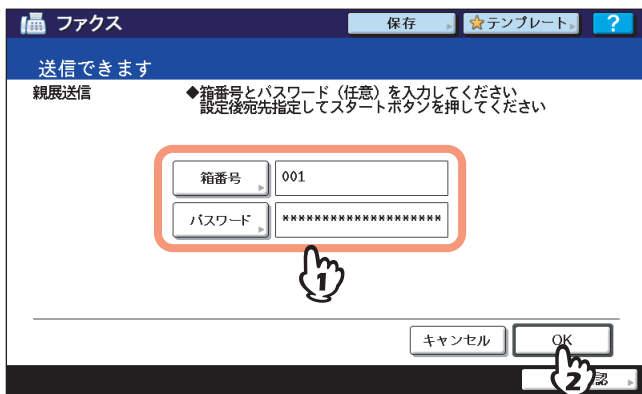 ファクス
保存
テンプレート
?
送信できます
親展送信
◆箱番号とパスワード（任意）を入力してください
設定後宛先指定してスタートボタンを押してください
箱番号
001
パスワード
********************
1
キャンセル
OK
2
認